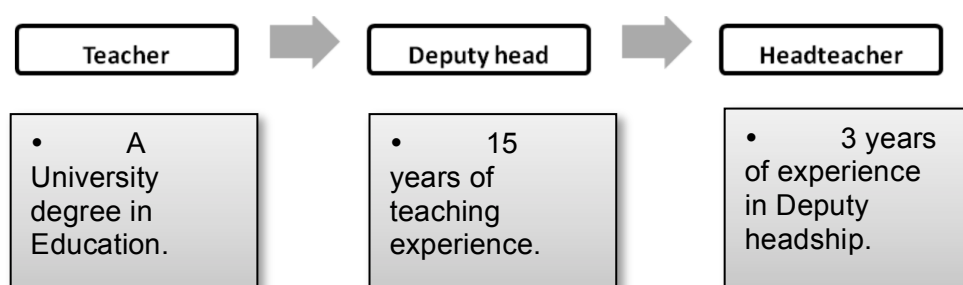 Teacher
Deputy head
Headteacher
• A
University
degree in
Education.
• 15
years of
teaching
experience.
• 3 years
of experience
in Deputy
headship.